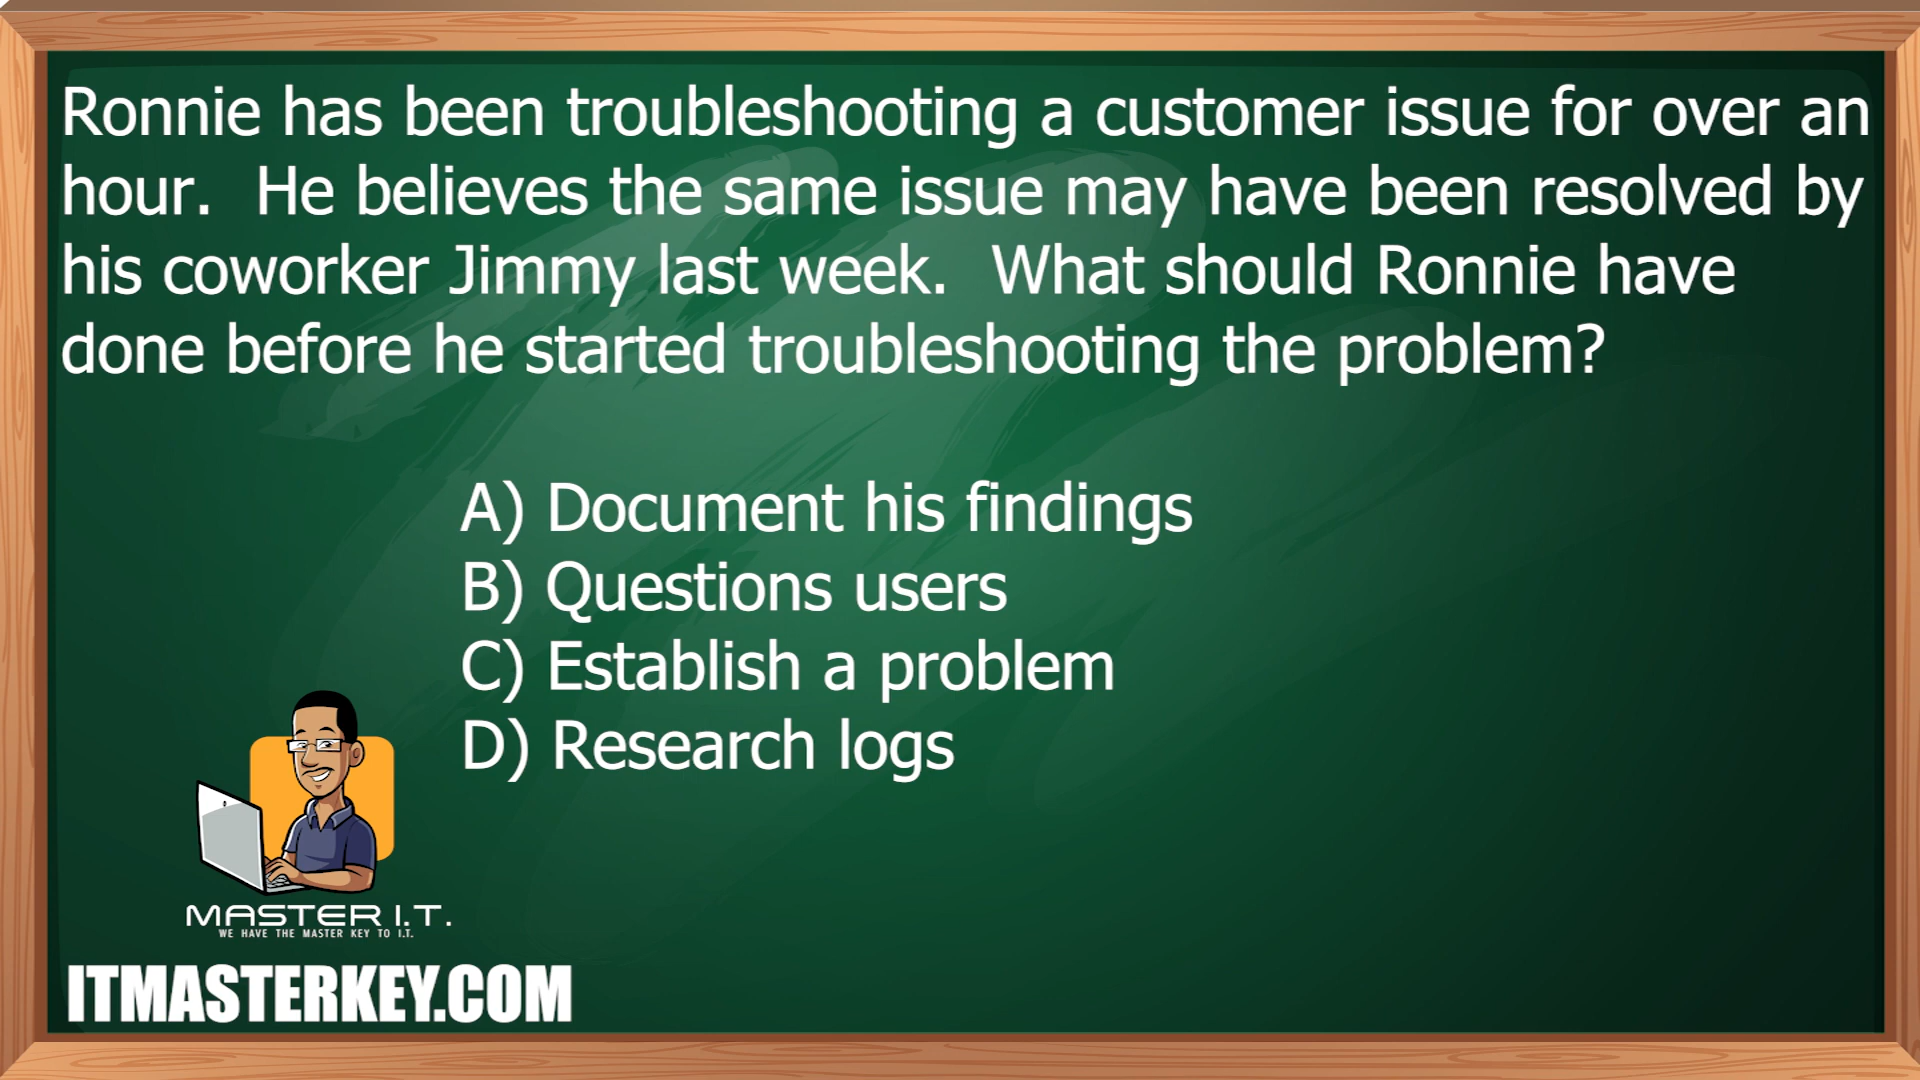 Ronnie has been troubleshooting a customer issue for over an
hour.  He believes the same issue may have been resolved by
his coworker Jimmy last week.  What should Ronnie have
done before he started troubleshooting the problem?
A) Document his findings
B) Questions users
C) Establish a problem
D) Research logs
MASTER I.T.
WE HAVE THE MASTER KEY TO I.T.
ITMASTERKEY.COM